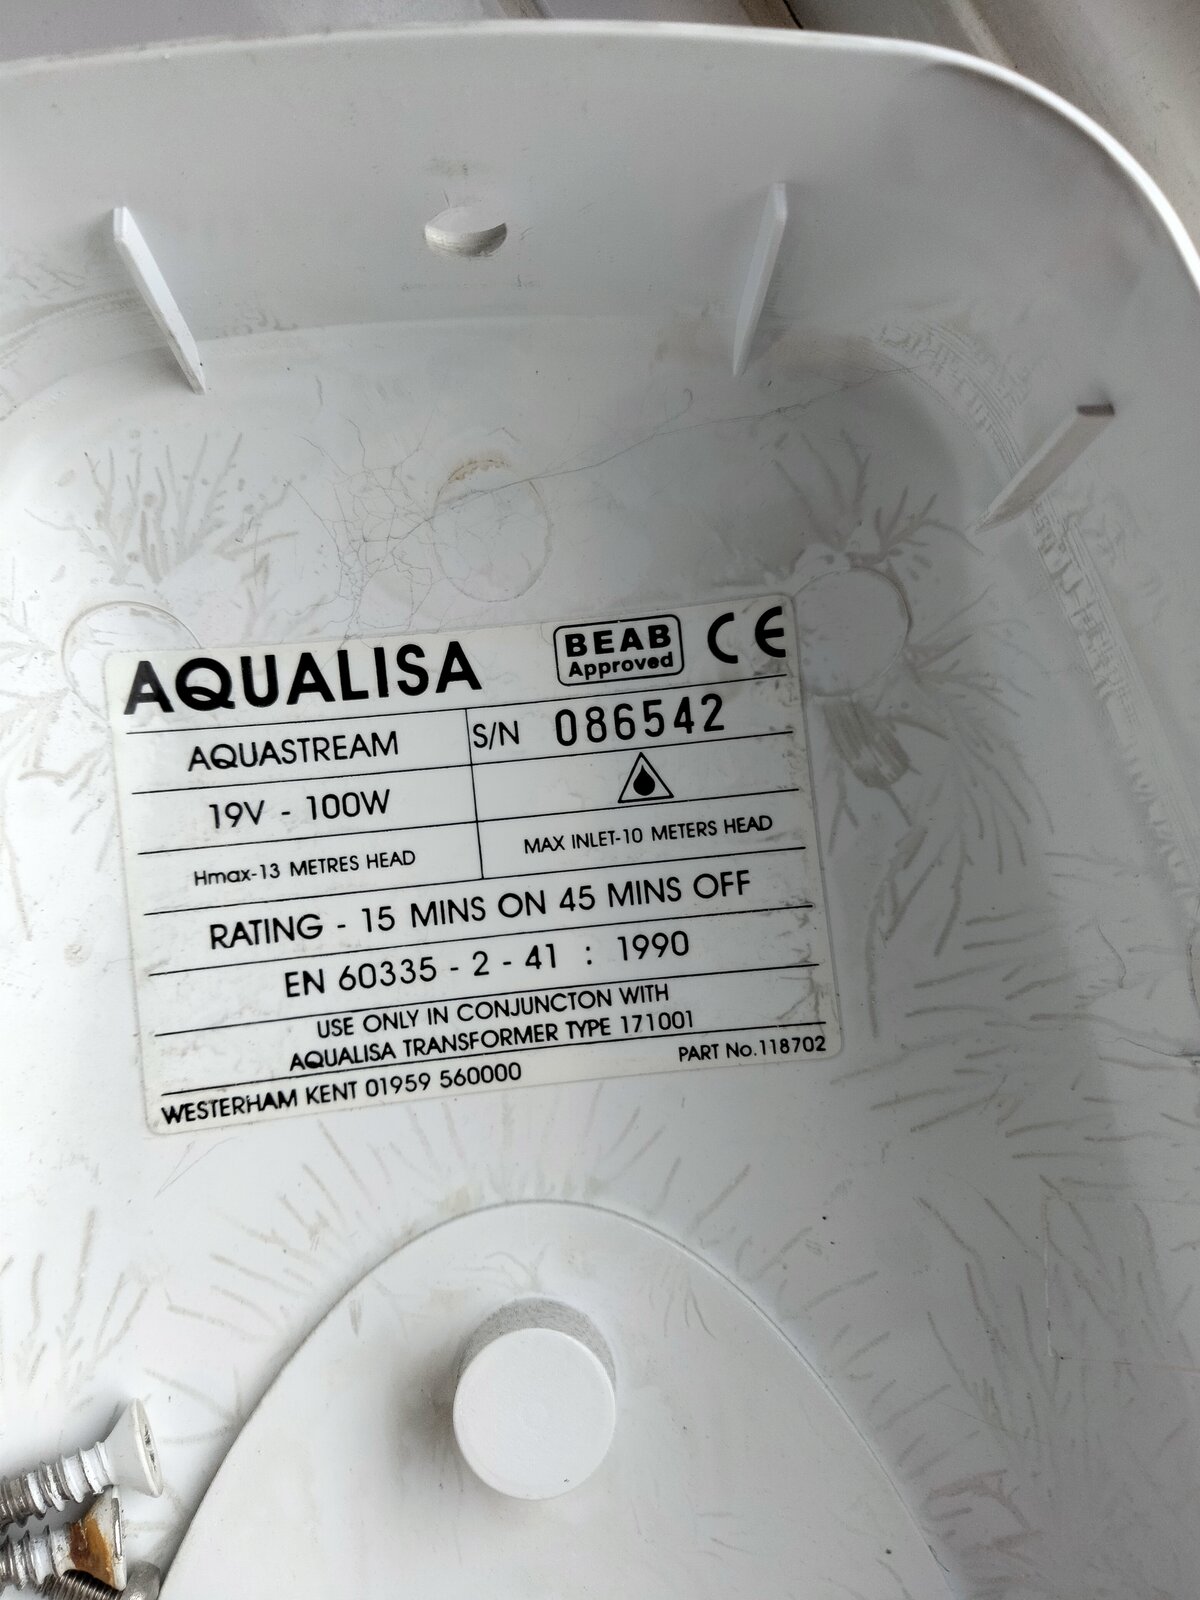 AQUALISA
BEAB
Approved
CE
AQUASTREAM
S/N 086542
19V - 100W
Hmax-13 METRES HEAD
MAX INLET-10 METERS HEAD
RATING - 15 MINS ON 45 MINS OFF
EN 60335 - 2 - 41 : 1990
USE ONLY IN CONJUNCTON WITH
AQUALISA TRANSFORMER TYPE 171001
WESTERHAM KENT 01959 560000
PART No.118702